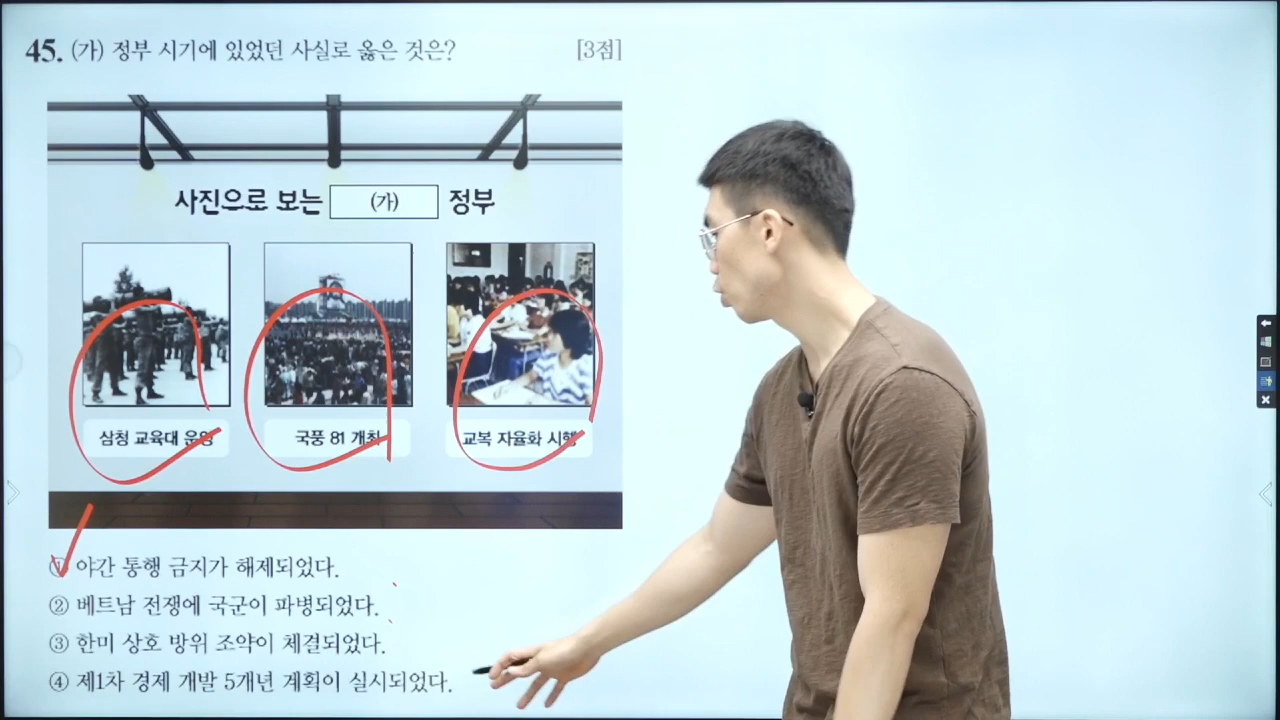 45. (가) 정부 시기에 있었던 사실로 옳은 것은? [3점]
사진으로 보는 (가) 정부
삼청 교육대 운영
국풍 81 개최
교복 자율화 시행
① 야간 통행 금지가 해제되었다.
② 베트남 전쟁에 국군이 파병되었다.
③ 한미 상호 방위 조약이 체결되었다.
④ 제1차 경제 개발 5개년 계획이 실시되었다.